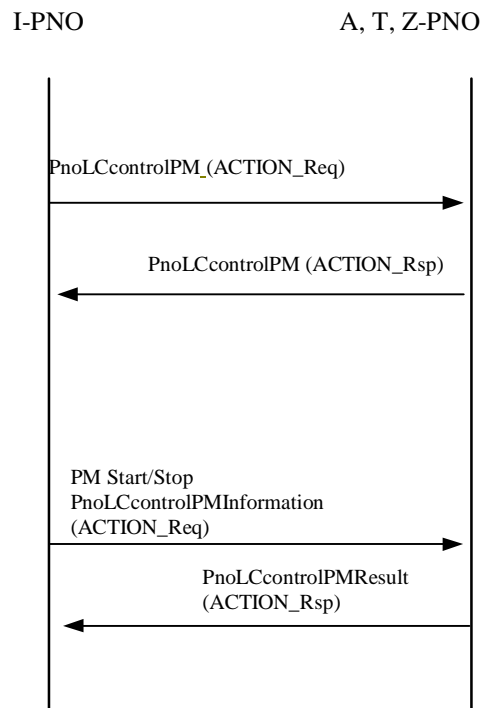 I-PNO A, T, Z-PNO
PnoLCcontrolPM (ACTION_Req)
PnoLCcontrolPM (ACTION_Rsp)
PM Start/Stop
PnoLCcontrolPMInformation
(ACTION_Req)
PnoLCcontrolPMResult
(ACTION_Rsp)